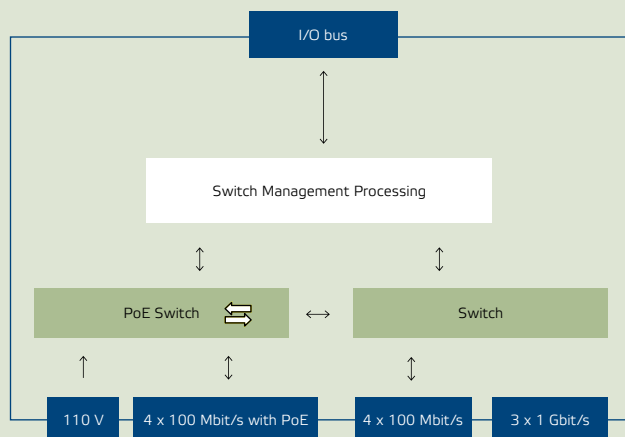 I/O bus
Switch Management Processing
PoE Switch
Switch
110 V
4 x 100 Mbit/s with PoE
4 x 100 Mbit/s
3 x 1 Gbit/s